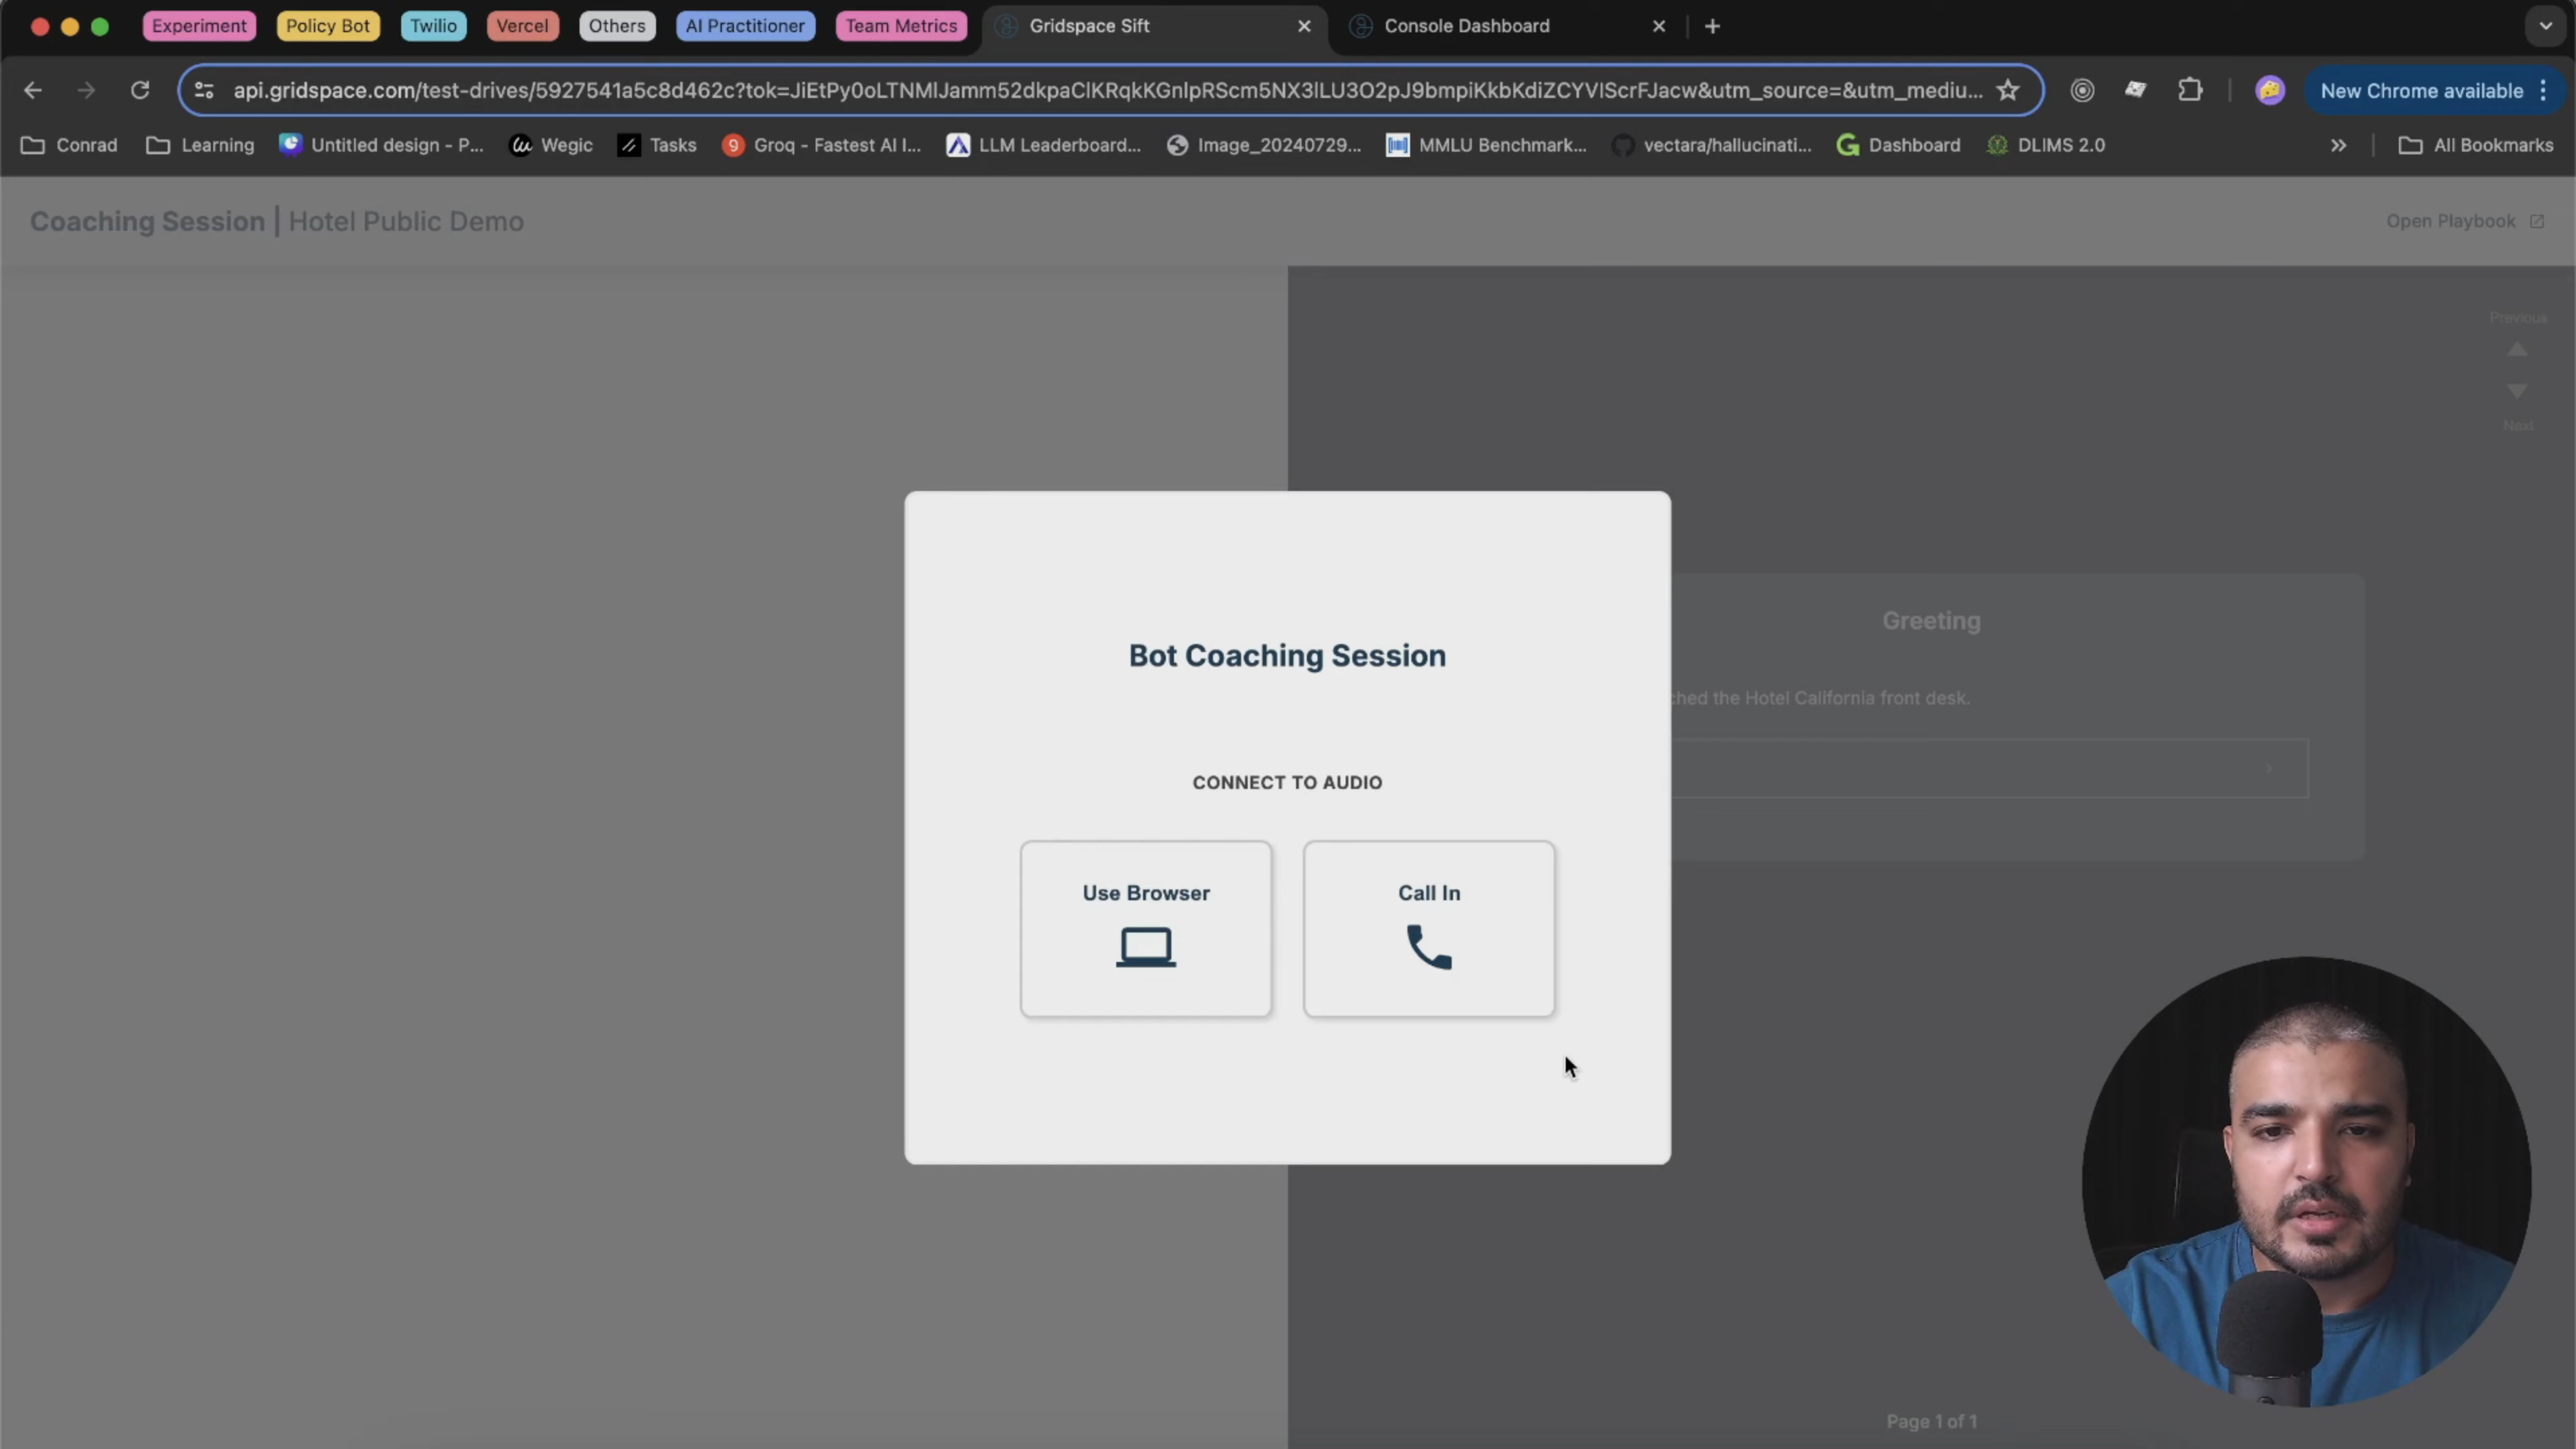 Experiment
Policy Bot
Twilio
Vercel
Others
AI Practitioner
Team Metrics
Gridspace Sift
Console Dashboard
api.gridspace.com/test-drives/5927541a5c8d462c?tok=JiEtPy0oLTNMlJamm52dkpaClKRqkKGnlpRScm5NX3lLU3O2pJ9bmpiKkbKdiZCYVlScrFJacw&utm_source=&utm_mediu...
New Chrome available
Conrad
Learning
Untitled design - P...
Wegic
Tasks
Groq - Fastest AI I...
LLM Leaderboard...
Image_20240729...
MMLU Benchmark...
vectara/hallucinati...
Dashboard
DLIMS 2.0
All Bookmarks
Coaching Session | Hotel Public Demo
Open Playbook
Previous
Next
Greeting
ched the Hotel California front desk.
Bot Coaching Session
CONNECT TO AUDIO
Use Browser
Call In
Page 1 of 1